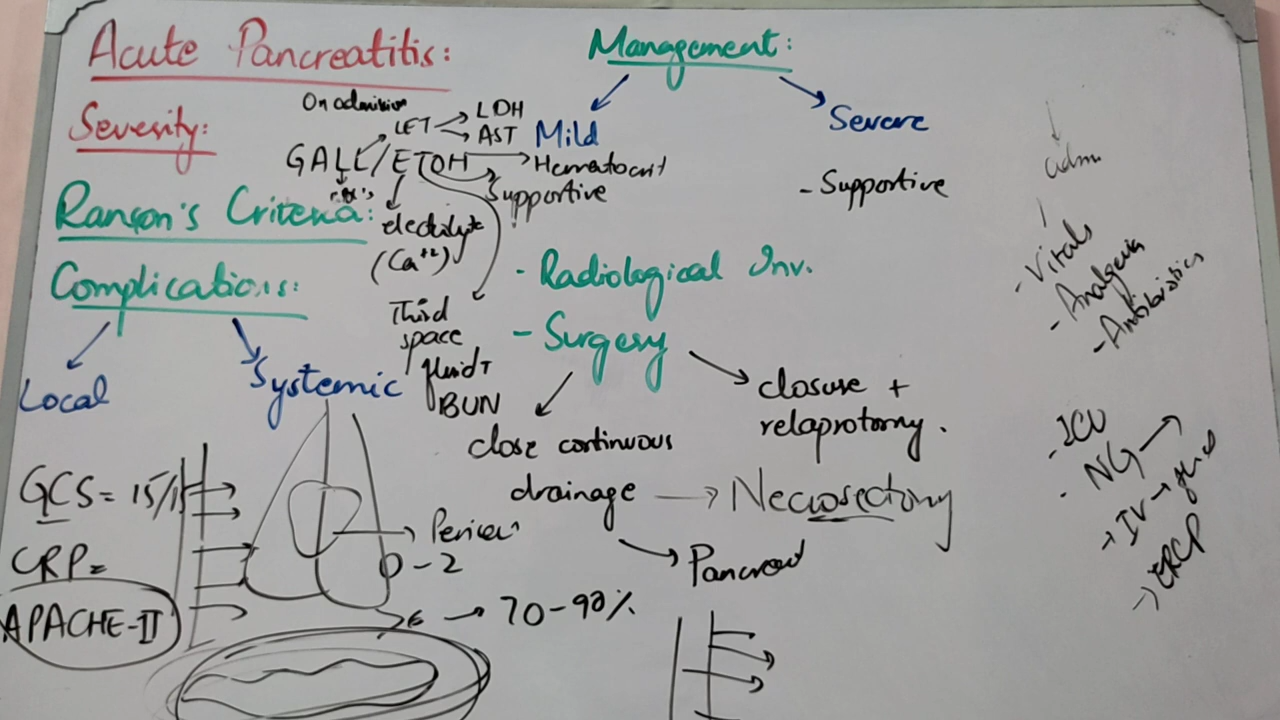 Acute Pancreatitis:
Severity:
On admission
LFT
LDH
AST
GALL/ETOH
Hematocrit
Supportive
electrolyte
(Ca++)
Third
space
fluid
BUN
Ranson's Criteria:
Complications:
Local
Systemic
GCS = 15/15
CRP=
APACHE-II
0-2
70-90%
Management:
Mild
Severe
- Supportive
- Radiological Inv.
- Surgery
close continuous
drainage
Necrosectomy
closure +
relaprotomy.
adm
- Vitals
- Analgesia
- Antibiotics
- ICU
- NG
IV → fluid
ERCP